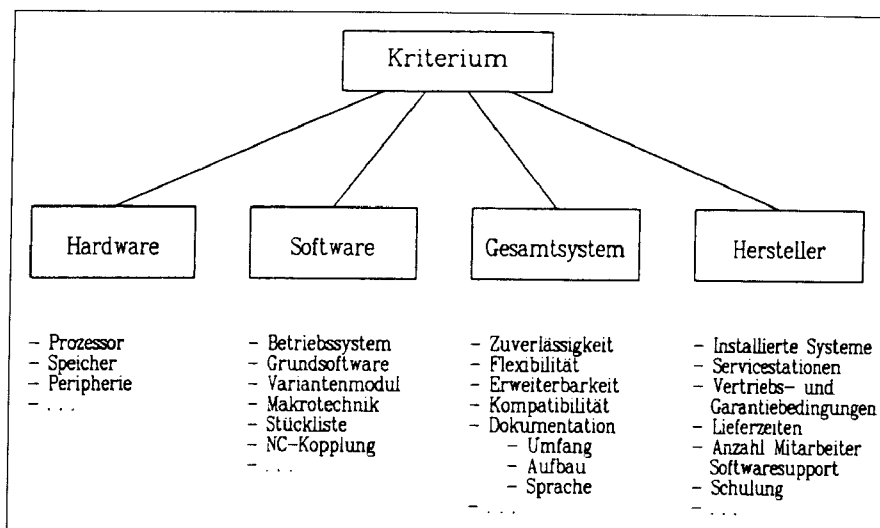 Kriterium
Hardware
Software
Gesamtsystem
Hersteller
- Prozessor
- Speicher
- Peripherie
- ...
- Betriebssystem
- Grundsoftware
- Variantenmodul
- Makrotechnik
- Stückliste
- NC-Kopplung
- ...
- Zuverlässigkeit
- Flexibilität
- Erweiterbarkeit
- Kompatibilität
- Dokumentation
- Umfang
- Aufbau
- Sprache
- ...
- Installierte Systeme
- Servicestationen
- Vertriebs- und
Garantiebedingungen
- Lieferzeiten
- Anzahl Mitarbeiter
Softwaresupport
- Schulung
- ...